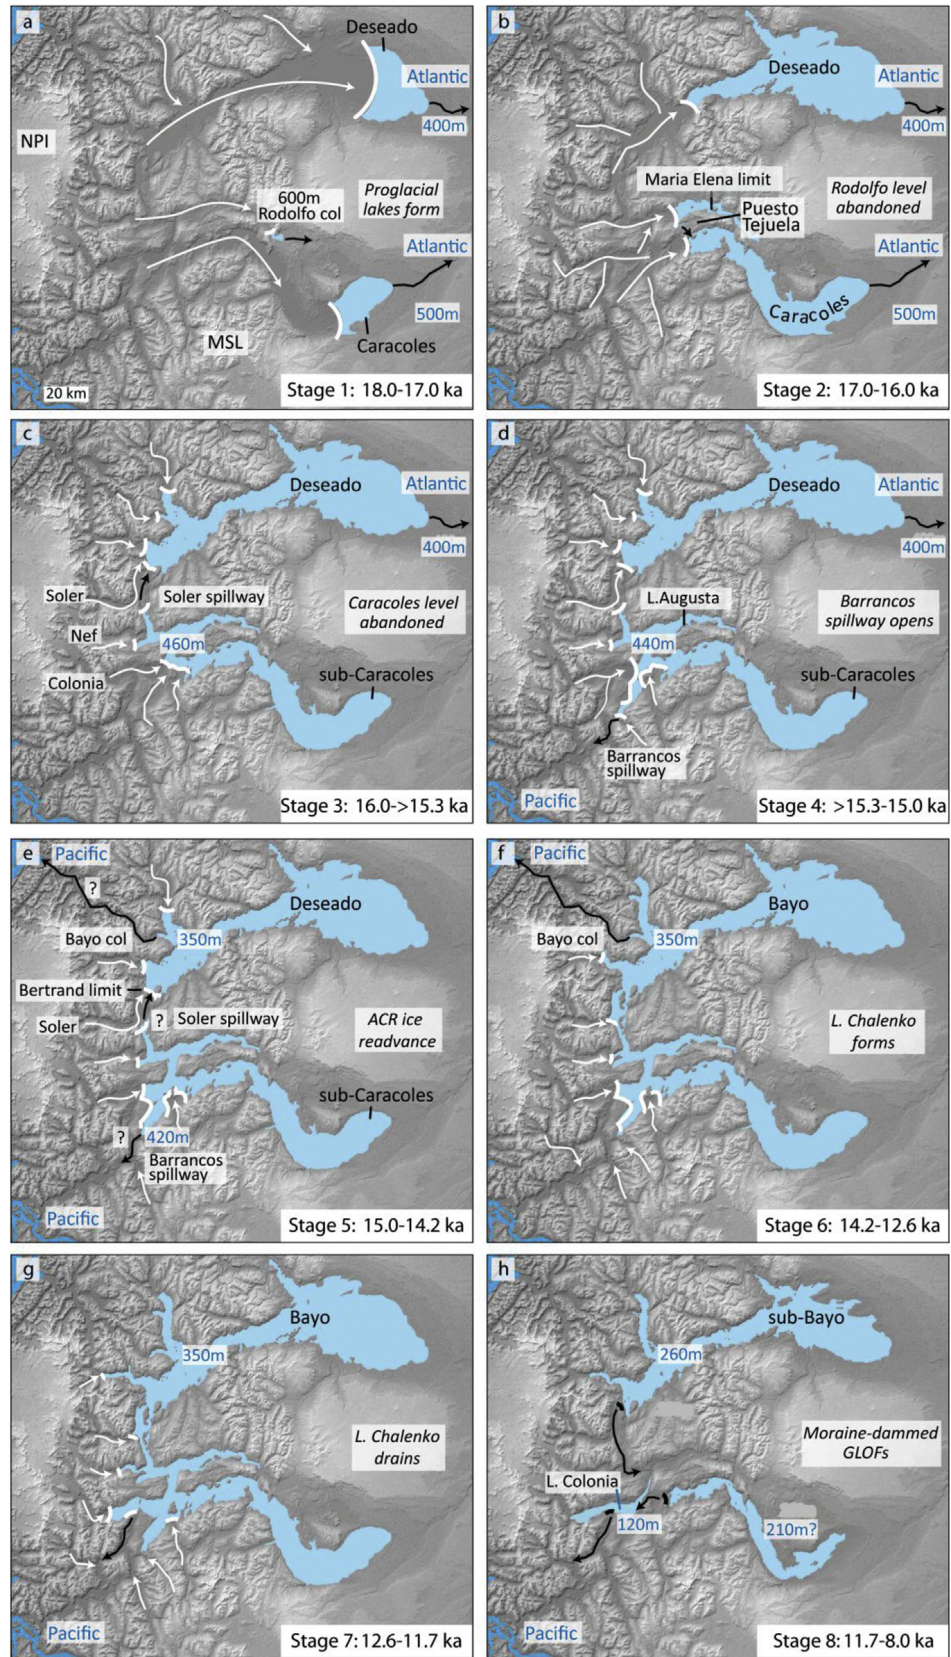 a
Deseado
Atlantic
400m
NPI
600m
Rodolfo col
Proglacial
lakes form
Atlantic
500m
MSL
Caracoles
20 km
Stage 1: 18.0-17.0 ka
b
Deseado
Atlantic
400m
Maria Elena limit
Puesto
Tejuela
Rodolfo level
abandoned
Atlantic
Caracoles
500m
Stage 2: 17.0-16.0 ka
c
Deseado
Atlantic
400m
Soler
Soler spillway
Caracoles level
abandoned
Nef
460m
Colonia
sub-Caracoles
Stage 3: 16.0->15.3 ka
d
Deseado
Atlantic
400m
L.Augusta
Barrancos
spillway opens
440m
sub-Caracoles
Barrancos
spillway
Pacific
Stage 4: >15.3-15.0 ka
e
Pacific
?
Deseado
Bayo col
350m
Bertrand limit
?
Soler
Soler spillway
ACR ice
readvance
sub-Caracoles
?
420m
Barrancos
spillway
Pacific
Stage 5: 15.0-14.2 ka
f
Pacific
Bayo
Bayo col
350m
L. Chalenko
forms
Stage 6: 14.2-12.6 ka
g
Bayo
350m
L. Chalenko
drains
Pacific
Stage 7: 12.6-11.7 ka
h
sub-Bayo
260m
Moraine-dammed
GLOFs
L. Colonia
120m
210m?
Pacific
Stage 8: 11.7-8.0 ka